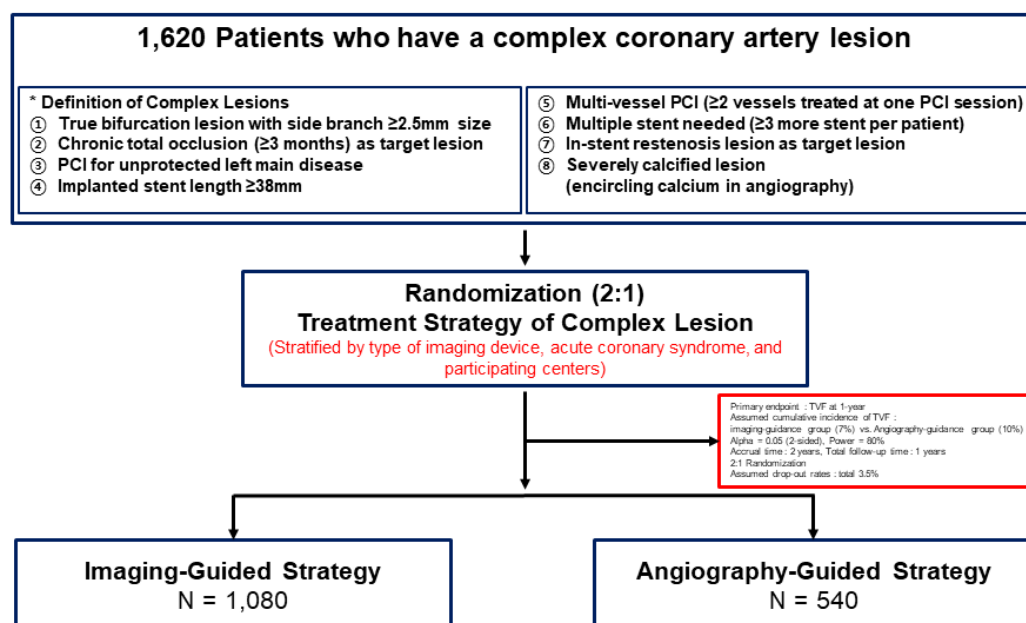 1,620 Patients who have a complex coronary artery lesion
* Definition of Complex Lesions
① True bifurcation lesion with side branch ≥2.5mm size
② Chronic total occlusion (≥3 months) as target lesion
③ PCI for unprotected left main disease
④ Implanted stent length ≥38mm
⑤ Multi-vessel PCI (≥2 vessels treated at one PCI session)
⑥ Multiple stent needed (≥3 more stent per patient)
⑦ In-stent restenosis lesion as target lesion
⑧ Severely calcified lesion
(encircling calcium in angiography)
Randomization (2:1)
Treatment Strategy of Complex Lesion
(Stratified by type of imaging device, acute coronary syndrome, and
participating centers)
Primary endpoint : TVF at 1-year
Assumed cumulative incidence of TVF :
imaging-guidance group (7%) vs. Angiography-guidance group (10%)
Alpha = 0.05 (2-sided), Power = 80%
Accrual time : 2 years, Total follow-up time : 1 years
2:1 Randomization
Assumed drop-out rates : total 3.5%
Imaging-Guided Strategy
N = 1,080
Angiography-Guided Strategy
N = 540